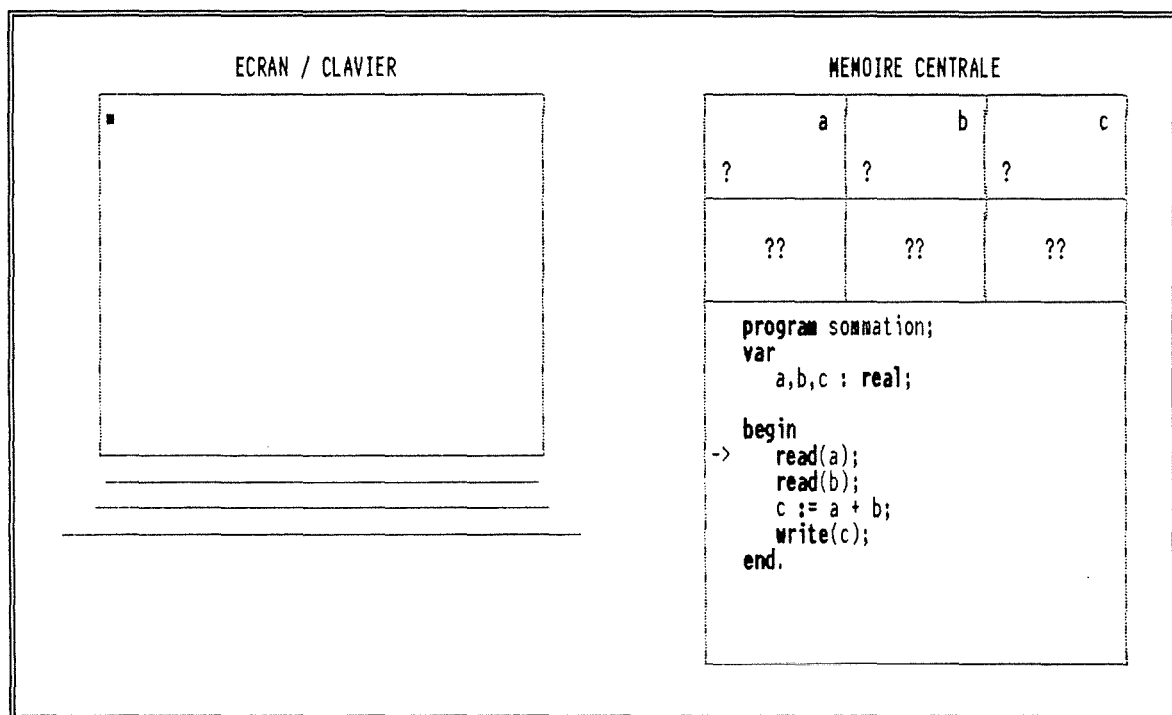 ECRAN / CLAVIER
MEMOIRE CENTRALE
a b c
? ? ?
?? ?? ??
program sommation;
var
a,b,c : real;
begin
-> read(a);
read(b);
c := a + b;
write(c);
end.